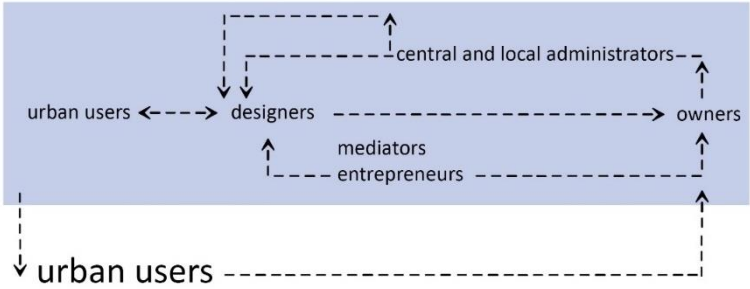 central and local administrators
urban users
designers
owners
mediators
entrepreneurs
urban users